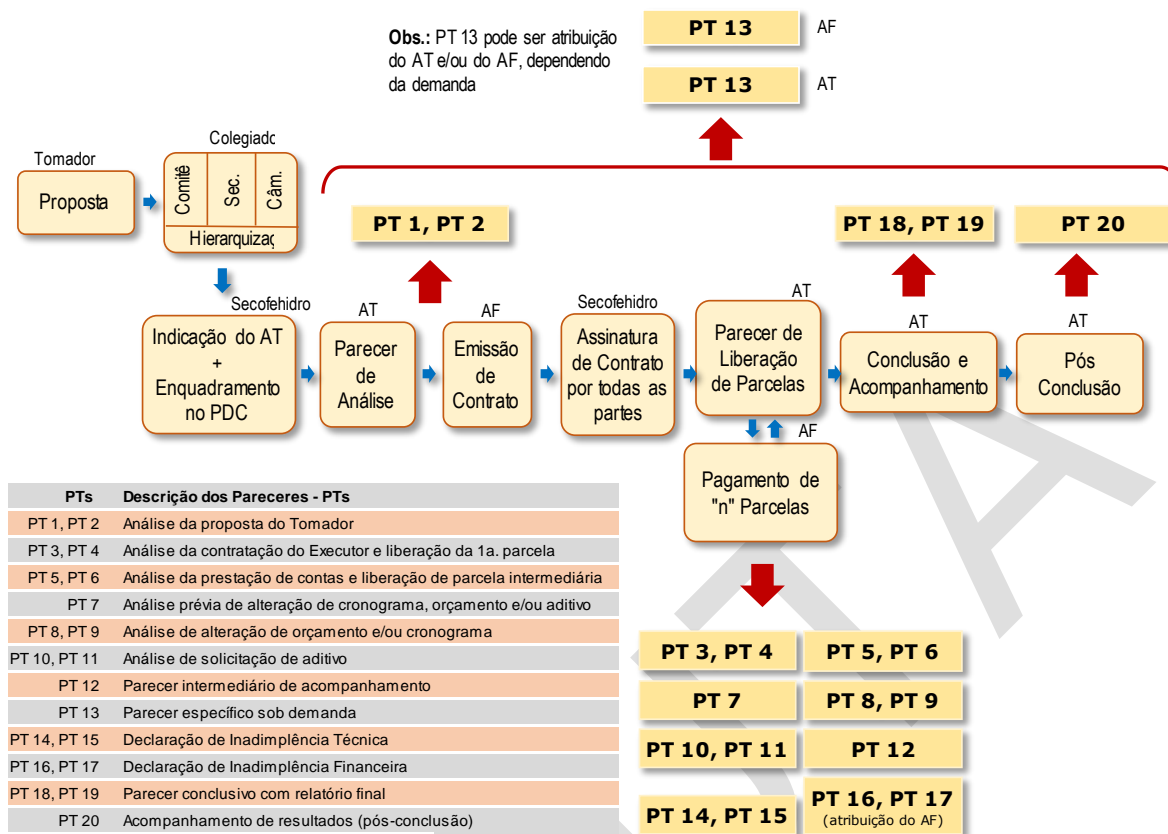 Obs.: PT 13 pode ser atribuição
do AT e/ou do AF, dependendo
da demanda
PT 13
AF
PT 13
AT
Tomador
Proposta
Colegiadc
Comitê
Sec.
Câm.
Hierarquizaç
PT 1, PT 2
PT 18, PT 19
PT 20
Secofehidro
Indicação do AT
+
Enquadramento
no PDC
AT
Parecer
de
Análise
AF
Emissão
de
Contrato
Secofehidro
Assinatura
de Contrato
por todas as
partes
AT
Parecer de
Liberação
de Parcelas
AT
Conclusão e
Acompanhamento
AT
Pós
Conclusão
AF
Pagamento de
"n" Parcelas
PTs Descrição dos Pareceres - PTs
PT 1, PT 2 Análise da proposta do Tomador
PT 3, PT 4 Análise da contratação do Executor e liberação da 1a. parcela
PT 5, PT 6 Análise da prestação de contas e liberação de parcela intermediária
PT 7 Análise prévia de alteração de cronograma, orçamento e/ou aditivo
PT 8, PT 9 Análise de alteração de orçamento e/ou cronograma
PT 10, PT 11 Análise de solicitação de aditivo
PT 12 Parecer intermediário de acompanhamento
PT 13 Parecer específico sob demanda
PT 14, PT 15 Declaração de Inadimplência Técnica
PT 16, PT 17 Declaração de Inadimplência Financeira
PT 18, PT 19 Parecer conclusivo com relatório final
PT 20 Acompanhamento de resultados (pós-conclusão)
PT 3, PT 4
PT 5, PT 6
PT 7
PT 8, PT 9
PT 10, PT 11
PT 12
PT 14, PT 15
PT 16, PT 17
(atribuição do AF)